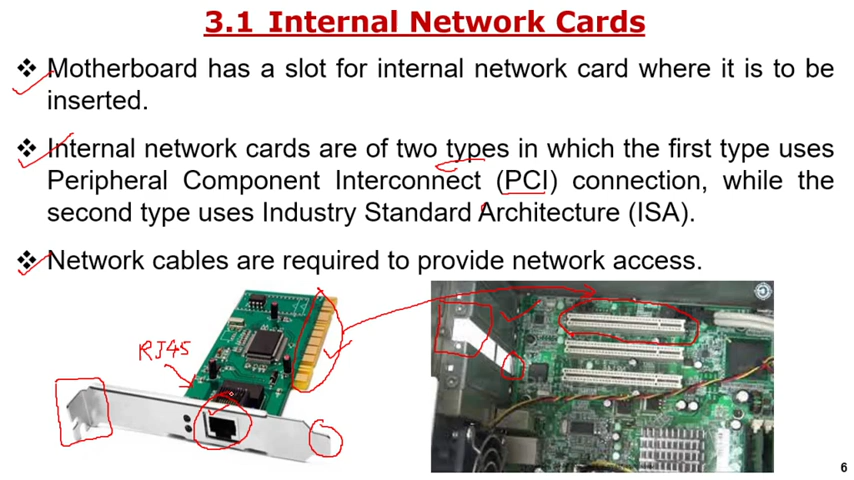 3.1 Internal Network Cards
❖ Motherboard has a slot for internal network card where it is to be
inserted.
❖ Internal network cards are of two types in which the first type uses
Peripheral Component Interconnect (PCI) connection, while the
second type uses Industry Standard Architecture (ISA).
❖ Network cables are required to provide network access.
RJ45
6